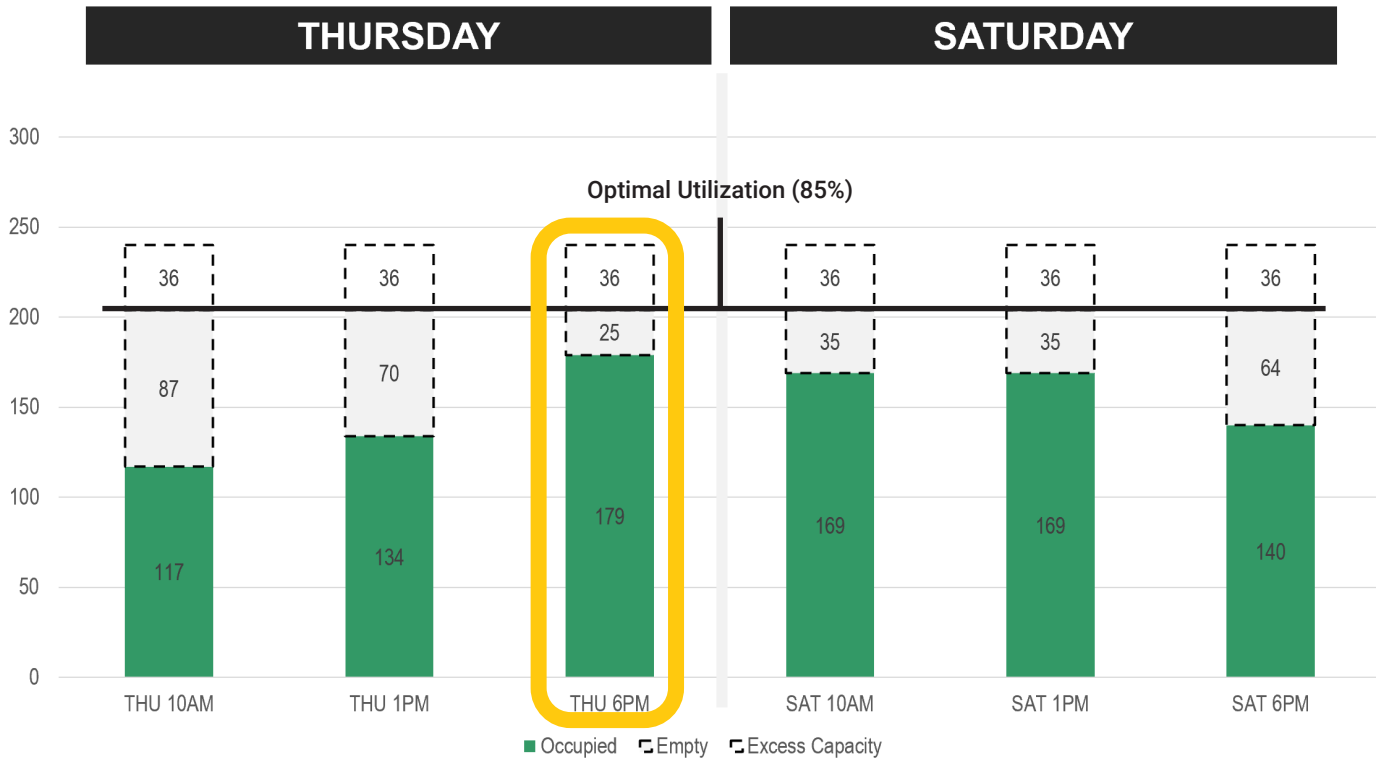 THURSDAY
SATURDAY
300
Optimal Utilization (85%)
250
36
36
36
36
36
36
200
25
35
35
64
70
87
150
179
169
169
140
134
117
100
50
0
THU 10AM
THU 1PM
THU 6PM
SAT 10AM
SAT 1PM
SAT 6PM
Occupied
Empty
Excess Capacity